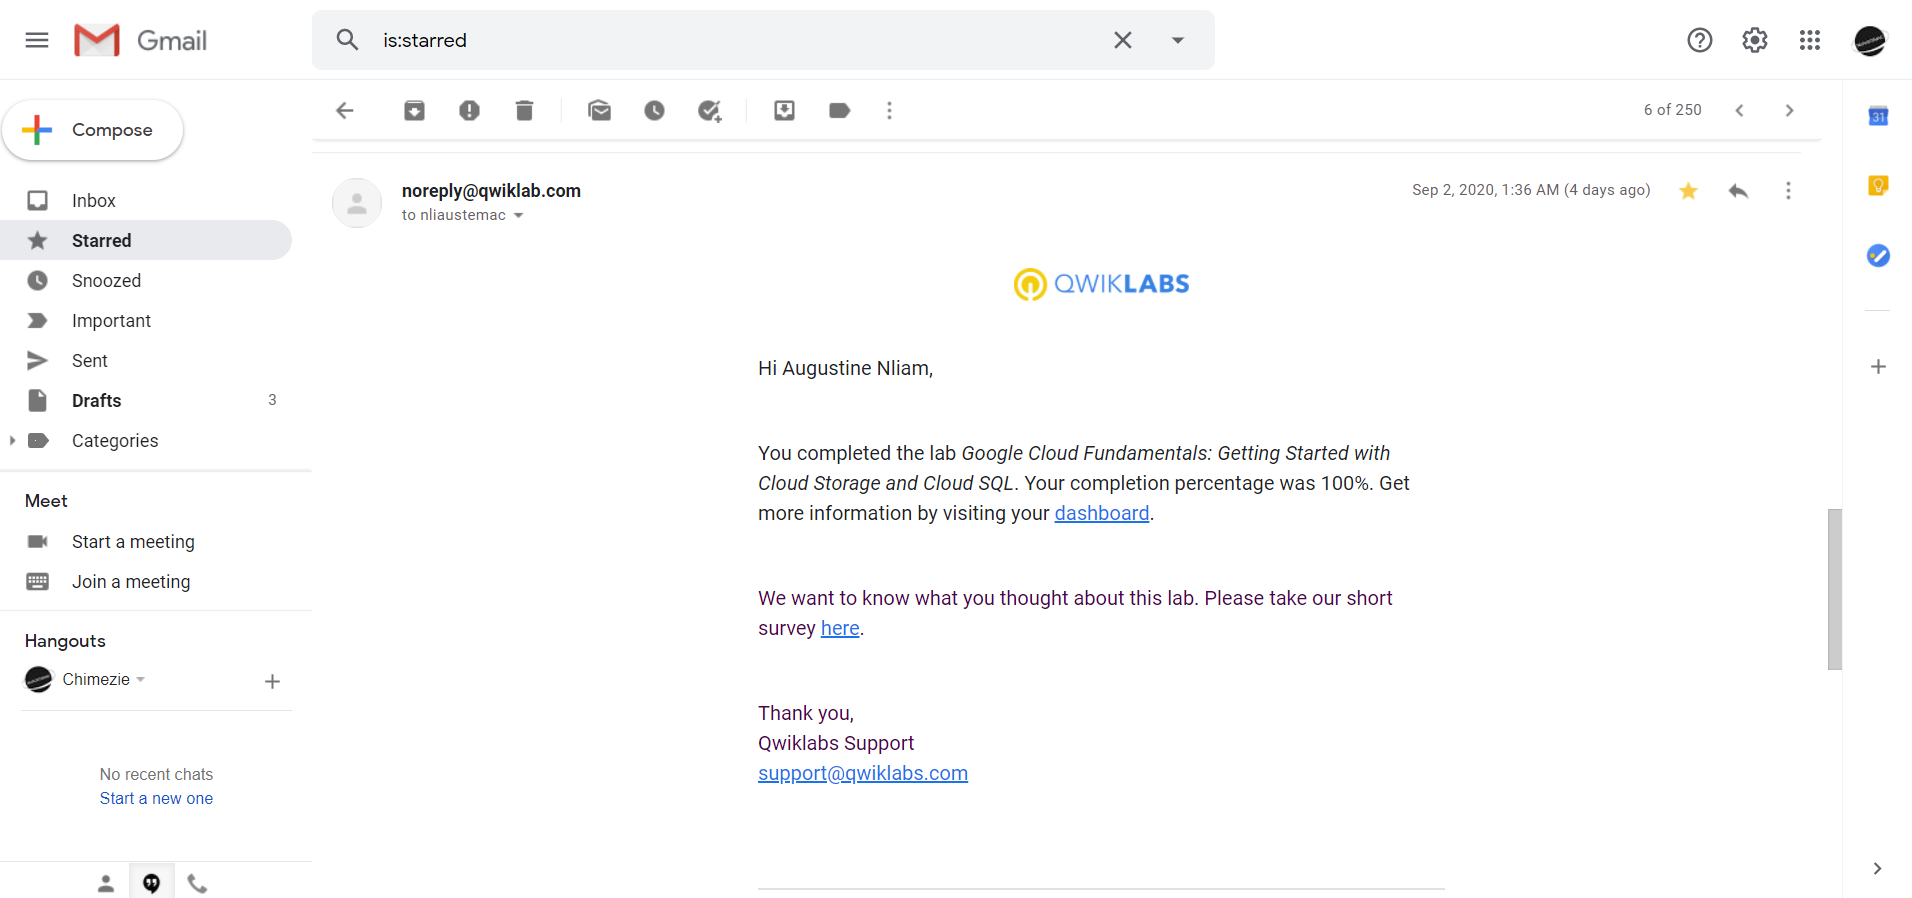 Gmail
is:starred
Compose
6 of 250
31
Inbox
Starred
Snoozed
Important
Sent
Drafts 3
Categories
Meet
Start a meeting
Join a meeting
Hangouts
Chimezie
No recent chats
Start a new one
noreply@qwiklab.com
to nliaustemac
Sep 2, 2020, 1:36 AM (4 days ago)
QWIKLABS
Hi Augustine Nliam,
You completed the lab Google Cloud Fundamentals: Getting Started with
Cloud Storage and Cloud SQL. Your completion percentage was 100%. Get
more information by visiting your dashboard.
We want to know what you thought about this lab. Please take our short
survey here.
Thank you,
Qwiklabs Support
support@qwiklabs.com